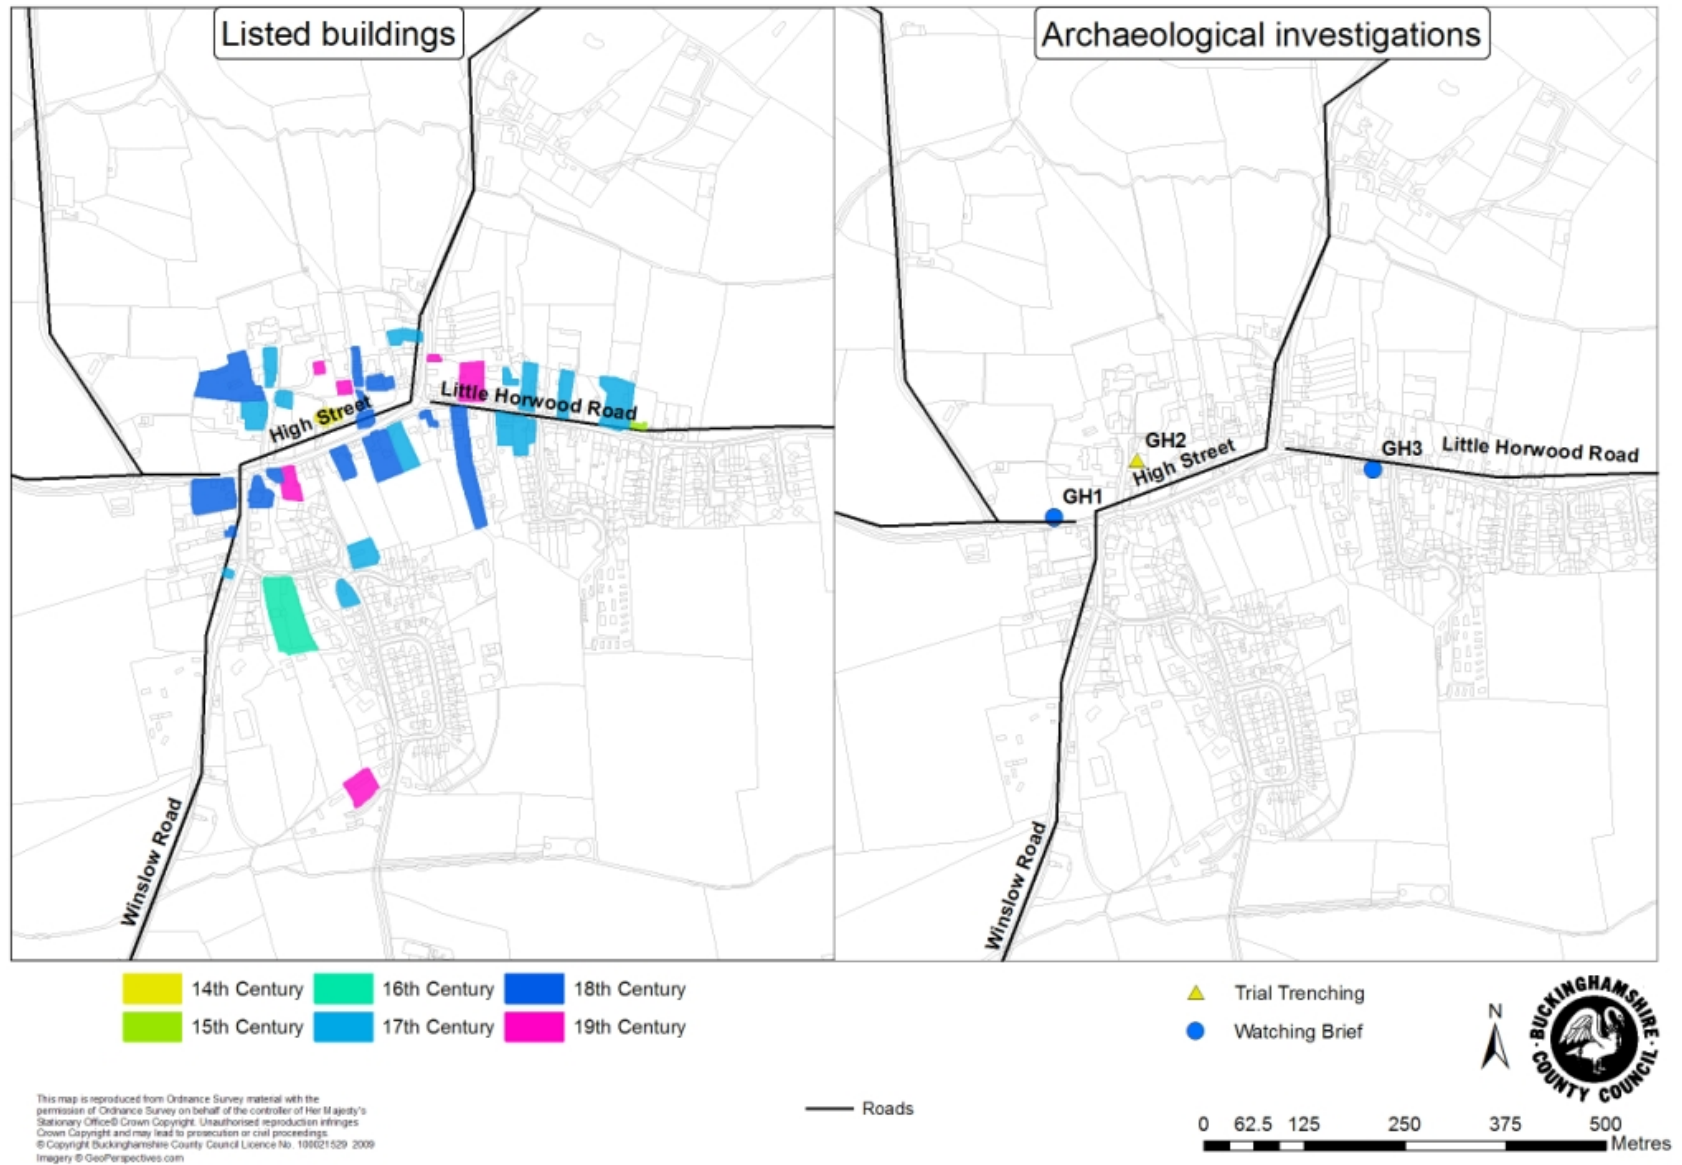 Listed buildings
Archaeological investigations
High Street
Little Horwood Road
Winslow Road
GH1
GH2
High Street
GH3
Little Horwood Road
Winslow Road
14th Century
16th Century
18th Century
15th Century
17th Century
19th Century
Trial Trenching
Watching Brief
N
BUCKINGHAMSHIRE
· COUNTY COUNCIL ·
This map is reproduced from Ordnance Survey material with the
permission of Ordnance Survey on behalf of the controller of Her Majesty's
Stationary Office© Crown Copyright. Unauthorised reproduction infringes
Crown Copyright and may lead to prosecution or civil proceedings.
© Copyright Buckinghamshire County Council Licence No. 100021529 2009
Imagery © GeoPerspectives.com
Roads
0 62.5 125 250 375 500
Metres